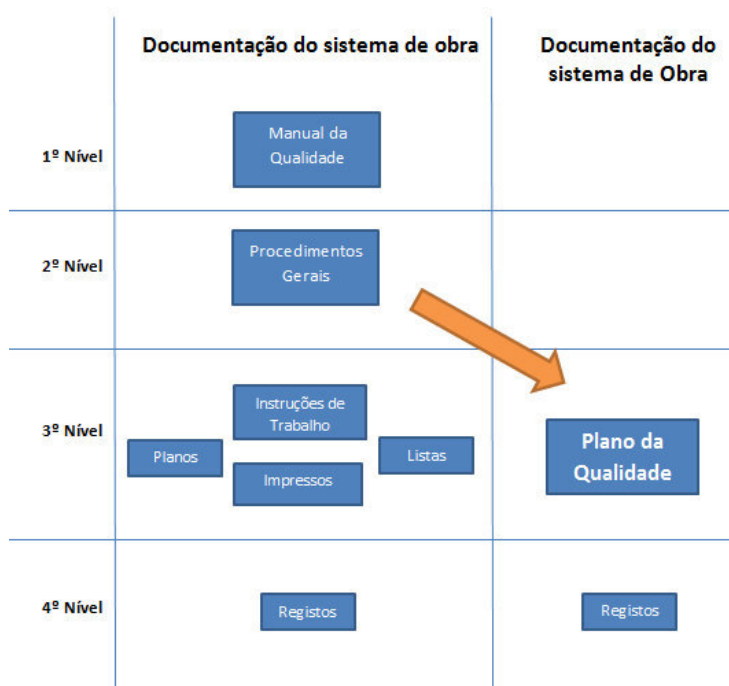 Documentação do sistema de obra
Documentação do
sistema de Obra
1º Nível
Manual da
Qualidade
2º Nível
Procedimentos
Gerais
3º Nível
Instruções de
Trabalho
Planos
Listas
Impressos
Plano da
Qualidade
4º Nível
Registos
Registos